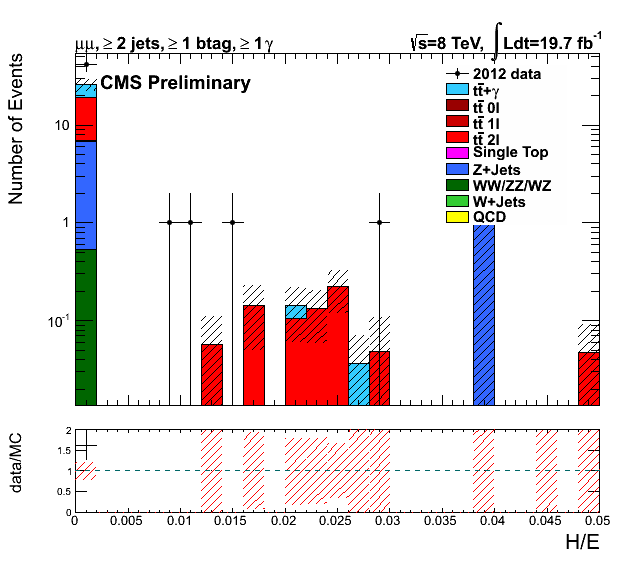 μμ, ≥ 2 jets, ≥ 1 btag, ≥ 1 γ
√s=8 TeV, ∫ Ldt=19.7 fb⁻¹
CMS Preliminary
Number of Events
10
1
10⁻¹
2012 data
tt̄+γ
tt̄ 0l
tt̄ 1l
tt̄ 2l
Single Top
Z+Jets
WW/ZZ/WZ
W+Jets
QCD
data/MC
2
1.5
1
0.5
0
0 0.005 0.01 0.015 0.02 0.025 0.03 0.035 0.04 0.045 0.05
H/E